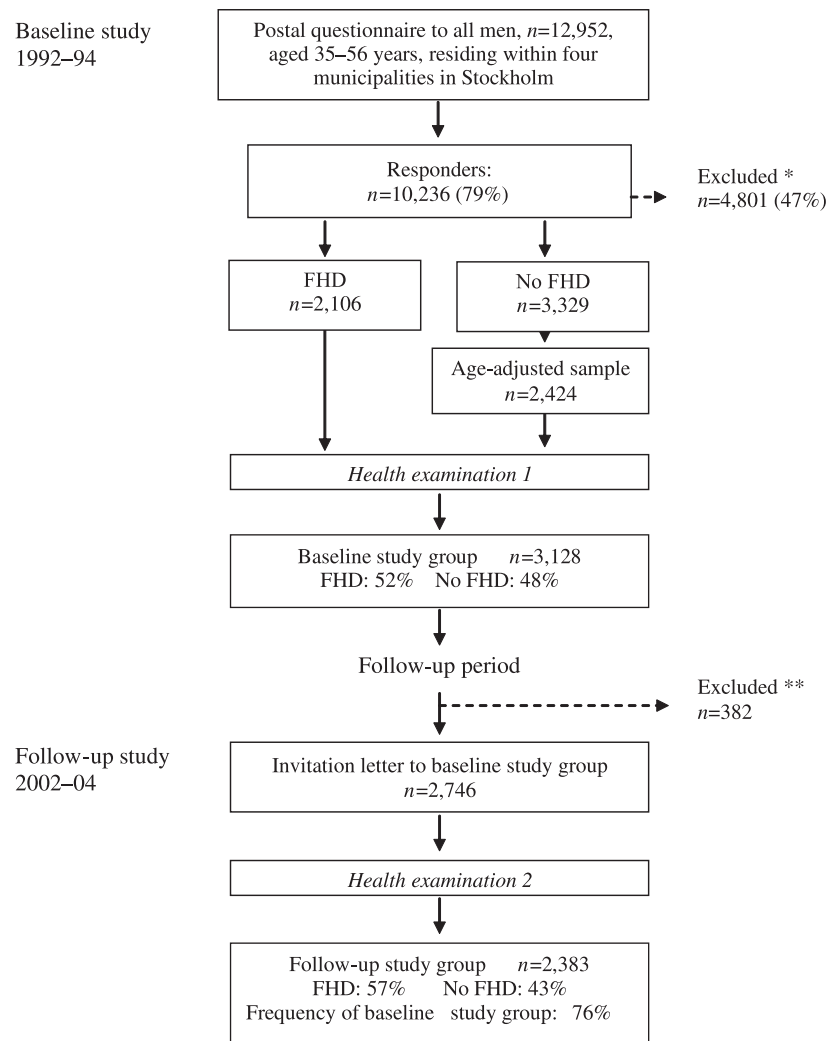 Baseline study
1992–94
Postal questionnaire to all men, n=12,952,
aged 35–56 years, residing within four
municipalities in Stockholm
Responders:
n=10,236 (79%)
Excluded *
n=4,801 (47%)
FHD
n=2,106
No FHD
n=3,329
Age-adjusted sample
n=2,424
Health examination 1
Baseline study group n=3,128
FHD: 52% No FHD: 48%
Follow-up period
Excluded **
n=382
Follow-up study
2002–04
Invitation letter to baseline study group
n=2,746
Health examination 2
Follow-up study group n=2,383
FHD: 57% No FHD: 43%
Frequency of baseline study group: 76%